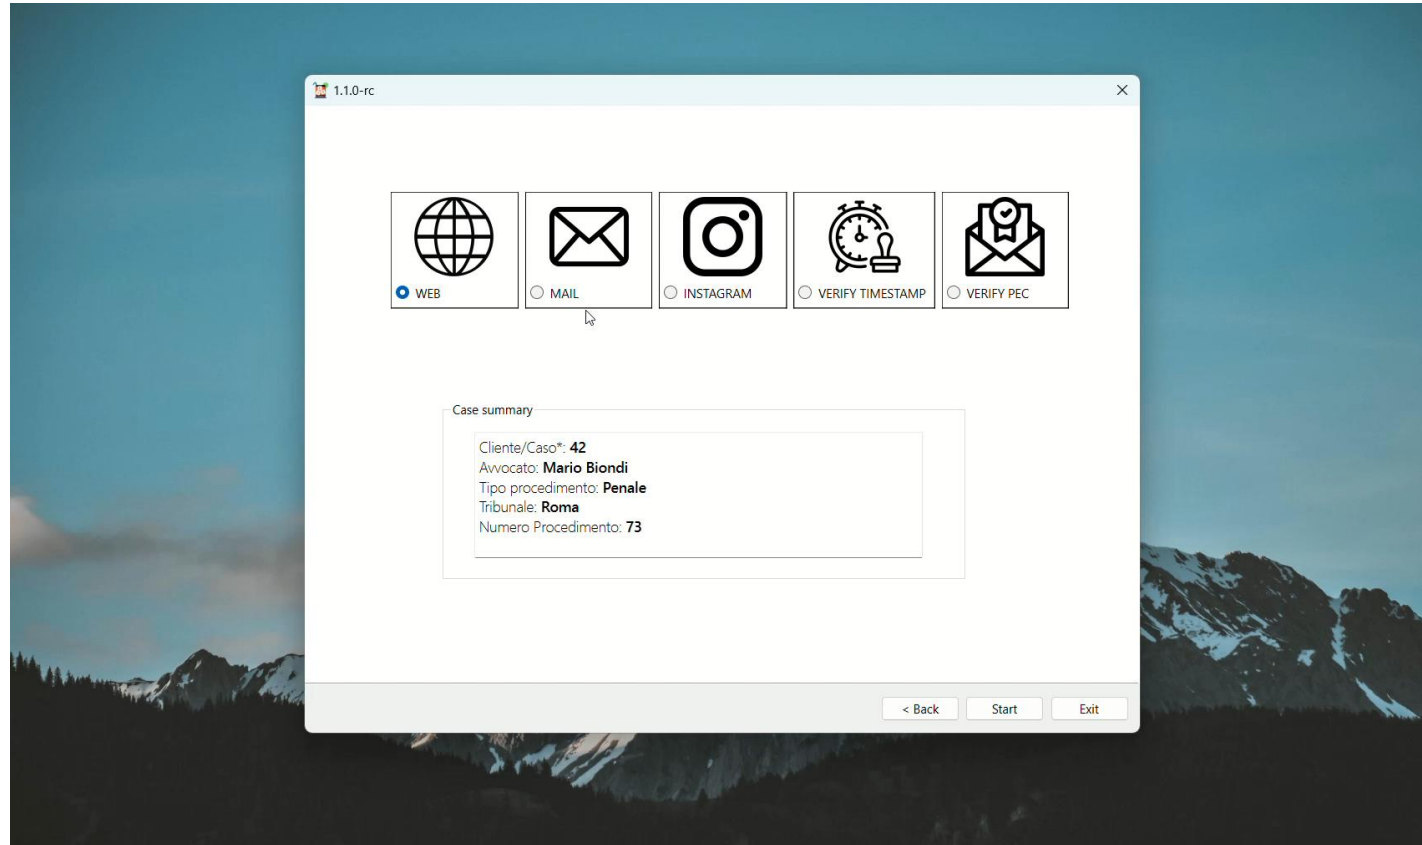 1.1.0-rc
WEB
MAIL
INSTAGRAM
VERIFY TIMESTAMP
VERIFY PEC
Case summary
Cliente/Caso*: 42
Avvocato: Mario Biondi
Tipo procedimento: Penale
Tribunale: Roma
Numero Procedimento: 73
< Back
Start
Exit